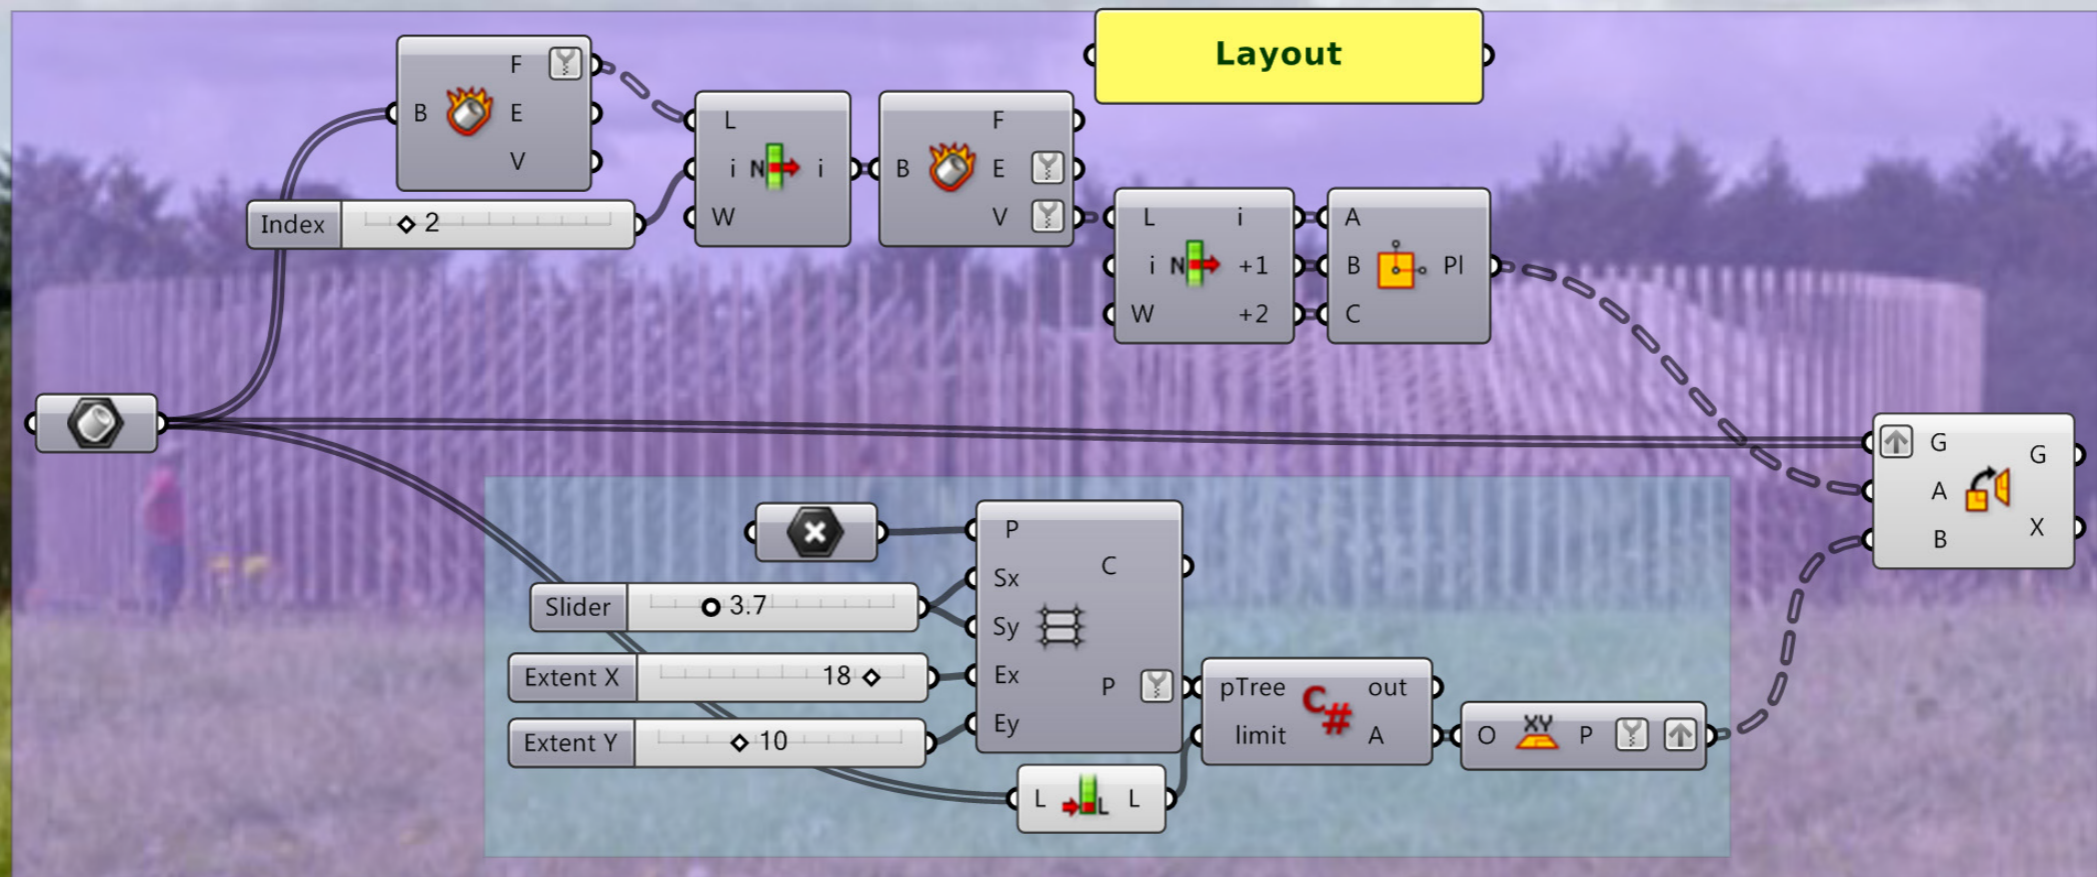 Layout
F
B E
V
L
i N i
W
Index 2
F
B E
V
L i
i N +1
W +2
A
B Pl
C
G G
A
B X
P
C
Sx
Sy
Ex
P
Ey
Slider 3.7
Extent X 18
Extent Y 10
L L L
pTree C# out
limit A
O XY P